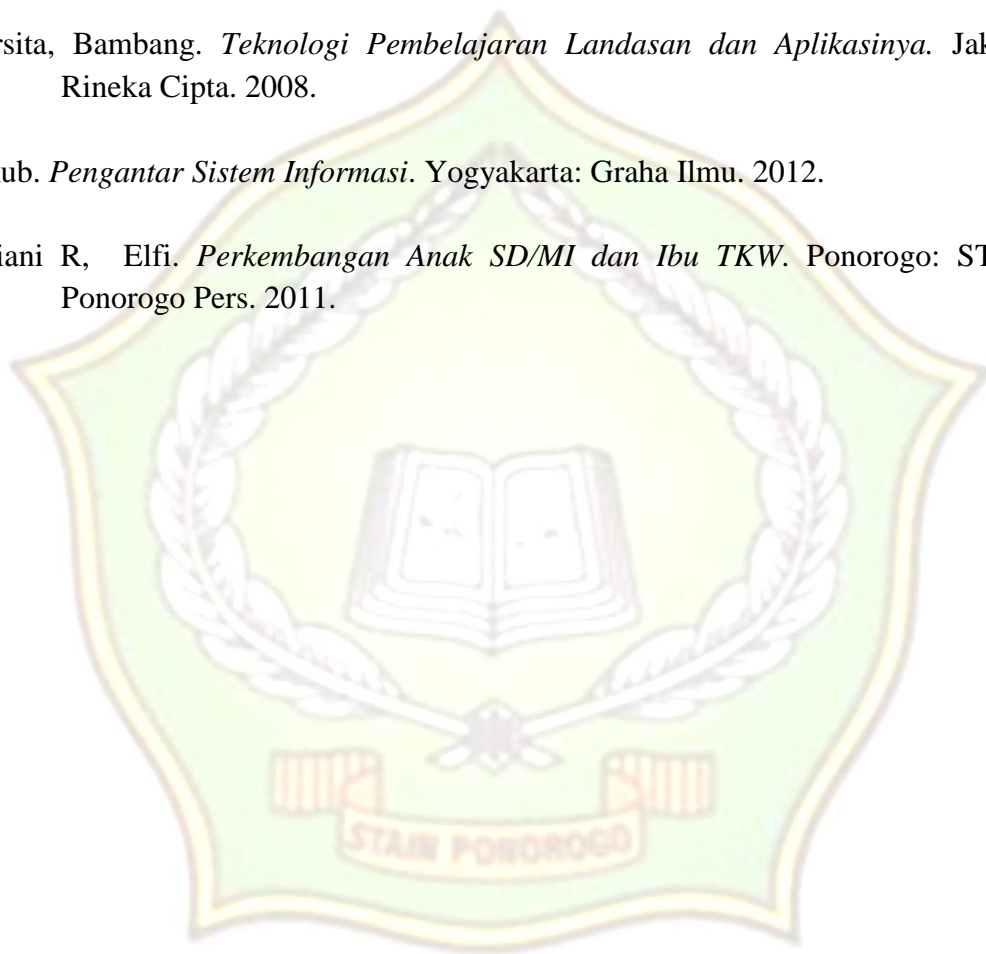 rsita, Bambang. Teknologi Pembelajaran Landasan dan Aplikasinya. Jak
Rineka Cipta. 2008.
ub. Pengantar Sistem Informasi. Yogyakarta: Graha Ilmu. 2012.
iani R, Elfi. Perkembangan Anak SD/MI dan Ibu TKW. Ponorogo: ST
Ponorogo Pers. 2011.
STAIN PONOROGO